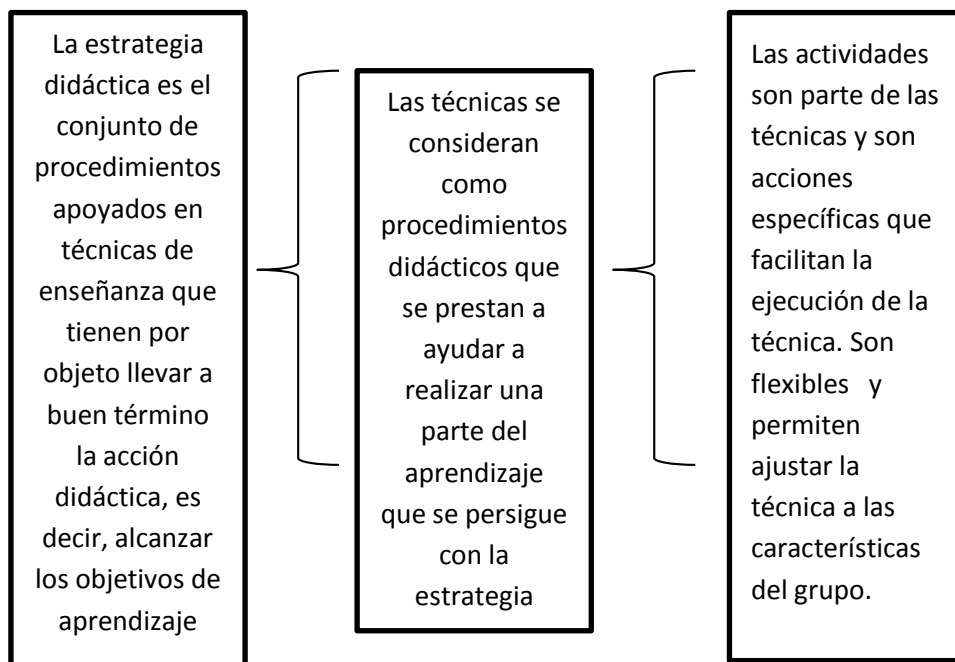 La estrategia
didáctica es el
conjunto de
procedimientos
apoyados en
técnicas de
enseñanza que
tienen por
objeto llevar a
buen término
la acción
didáctica, es
decir, alcanzar
los objetivos de
aprendizaje
Las técnicas se
consideran
como
procedimientos
didácticos que
se prestan a
ayudar a
realizar una
parte del
aprendizaje
que se persigue
con la
estrategia
Las actividades
son parte de las
técnicas y son
acciones
específicas que
facilitan la
ejecución de la
técnica. Son
flexibles y
permiten
ajustar la
técnica a las
características
del grupo.